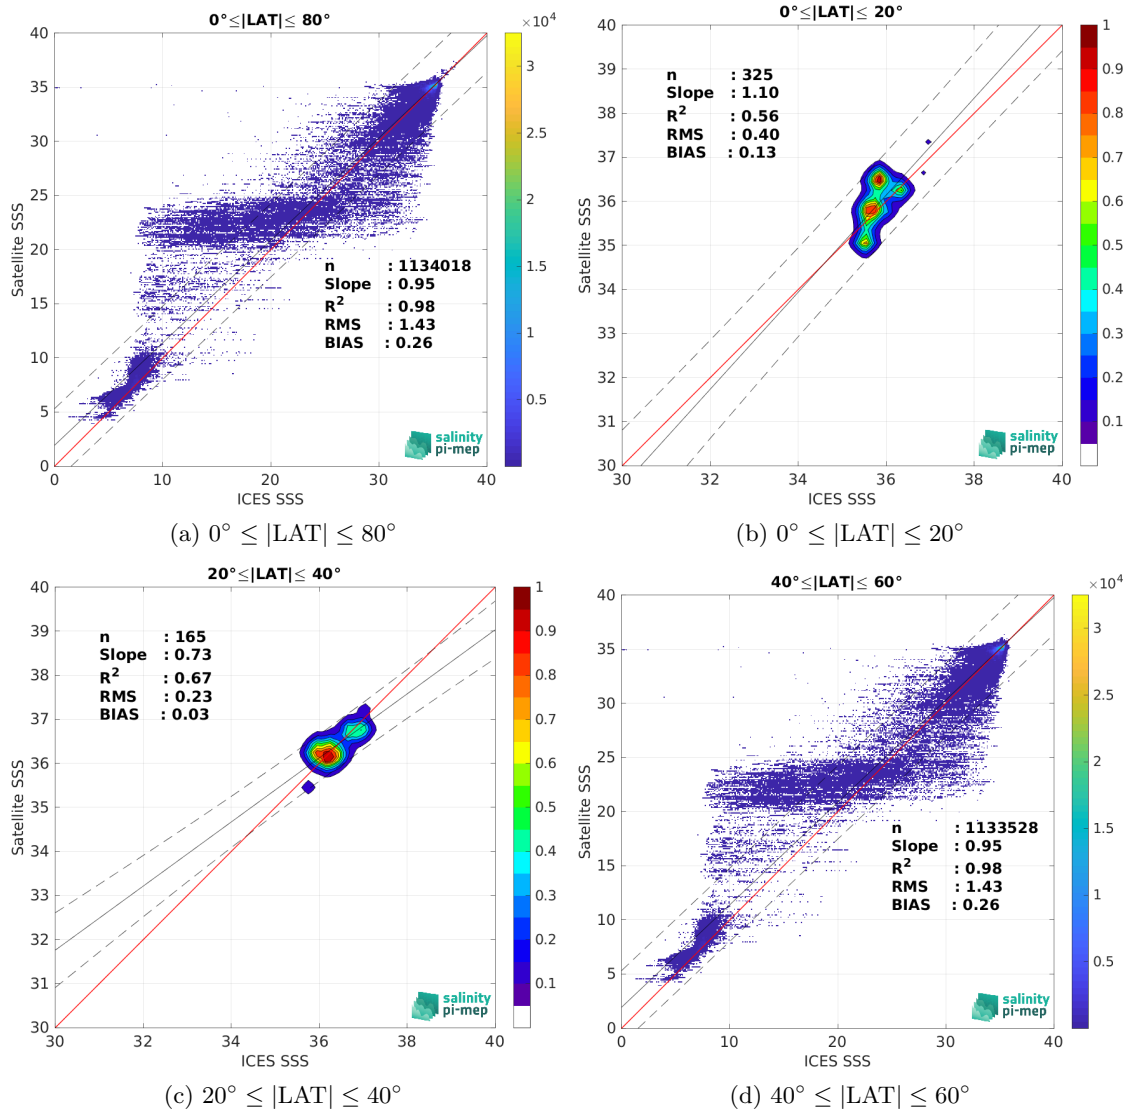 0°≤|LAT|≤ 80°
×10⁴
40
35
30
25
20
15
10
5
0
Satellite SSS
n : 1134018
Slope : 0.95
R² : 0.98
RMS : 1.43
BIAS : 0.26
salinity
pi-mep
0 10 20 30 40
ICES SSS
3
2.5
2
1.5
1
0.5
(a) 0° ≤ |LAT| ≤ 80°
0°≤|LAT|≤ 20°
40
39
38
37
36
35
34
33
32
31
30
Satellite SSS
n : 325
Slope : 1.10
R² : 0.56
RMS : 0.40
BIAS : 0.13
salinity
pi-mep
30 32 34 36 38 40
ICES SSS
1
0.9
0.8
0.7
0.6
0.5
0.4
0.3
0.2
0.1
(b) 0° ≤ |LAT| ≤ 20°
20°≤|LAT|≤ 40°
40
39
38
37
36
35
34
33
32
31
30
Satellite SSS
n : 165
Slope : 0.73
R² : 0.67
RMS : 0.23
BIAS : 0.03
salinity
pi-mep
30 32 34 36 38 40
ICES SSS
1
0.9
0.8
0.7
0.6
0.5
0.4
0.3
0.2
0.1
(c) 20° ≤ |LAT| ≤ 40°
40°≤|LAT|≤ 60°
×10⁴
40
35
30
25
20
15
10
5
0
Satellite SSS
n : 1133528
Slope : 0.95
R² : 0.98
RMS : 1.43
BIAS : 0.26
salinity
pi-mep
0 10 20 30 40
ICES SSS
3
2.5
2
1.5
1
0.5
(d) 40° ≤ |LAT| ≤ 60°